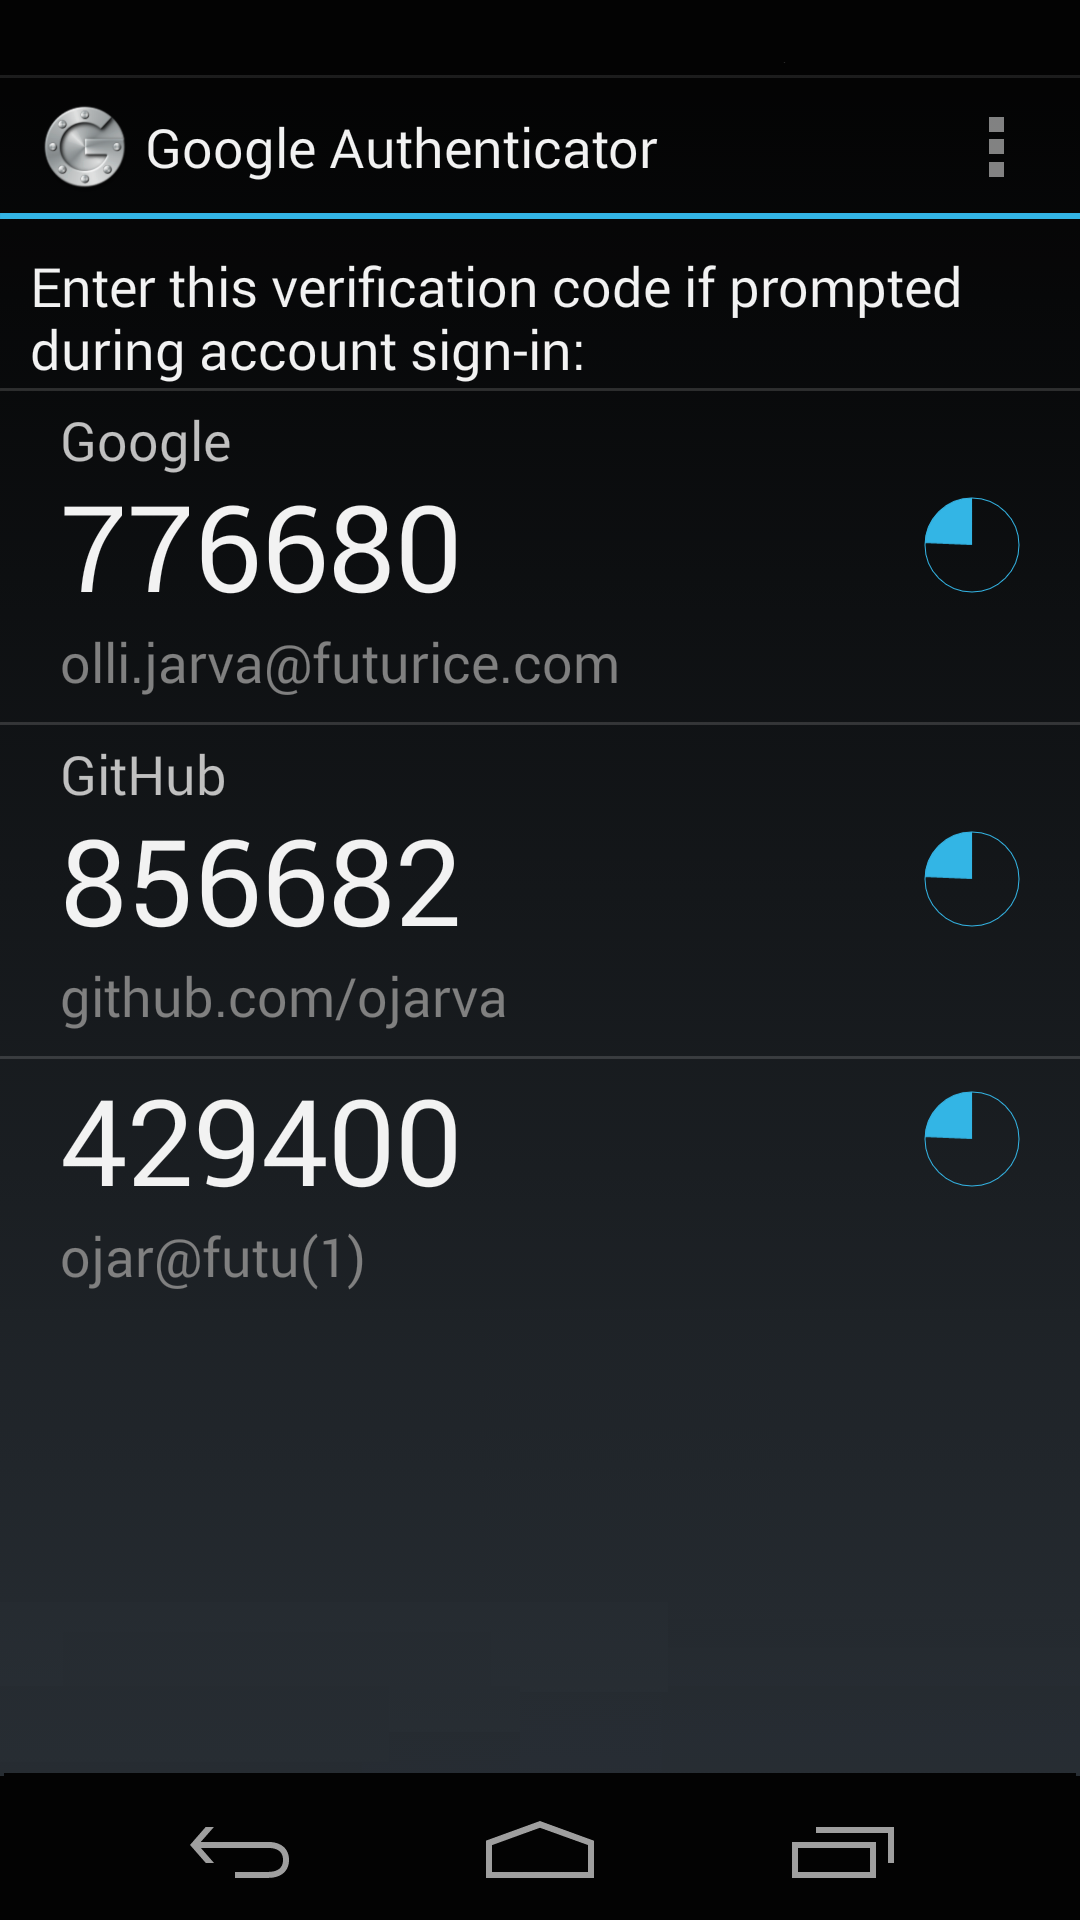 Google Authenticator
Enter this verification code if prompted
during account sign-in:
Google
776680
olli.jarva@futurice.com
GitHub
856682
github.com/ojarva
429400
ojar@futu(1)